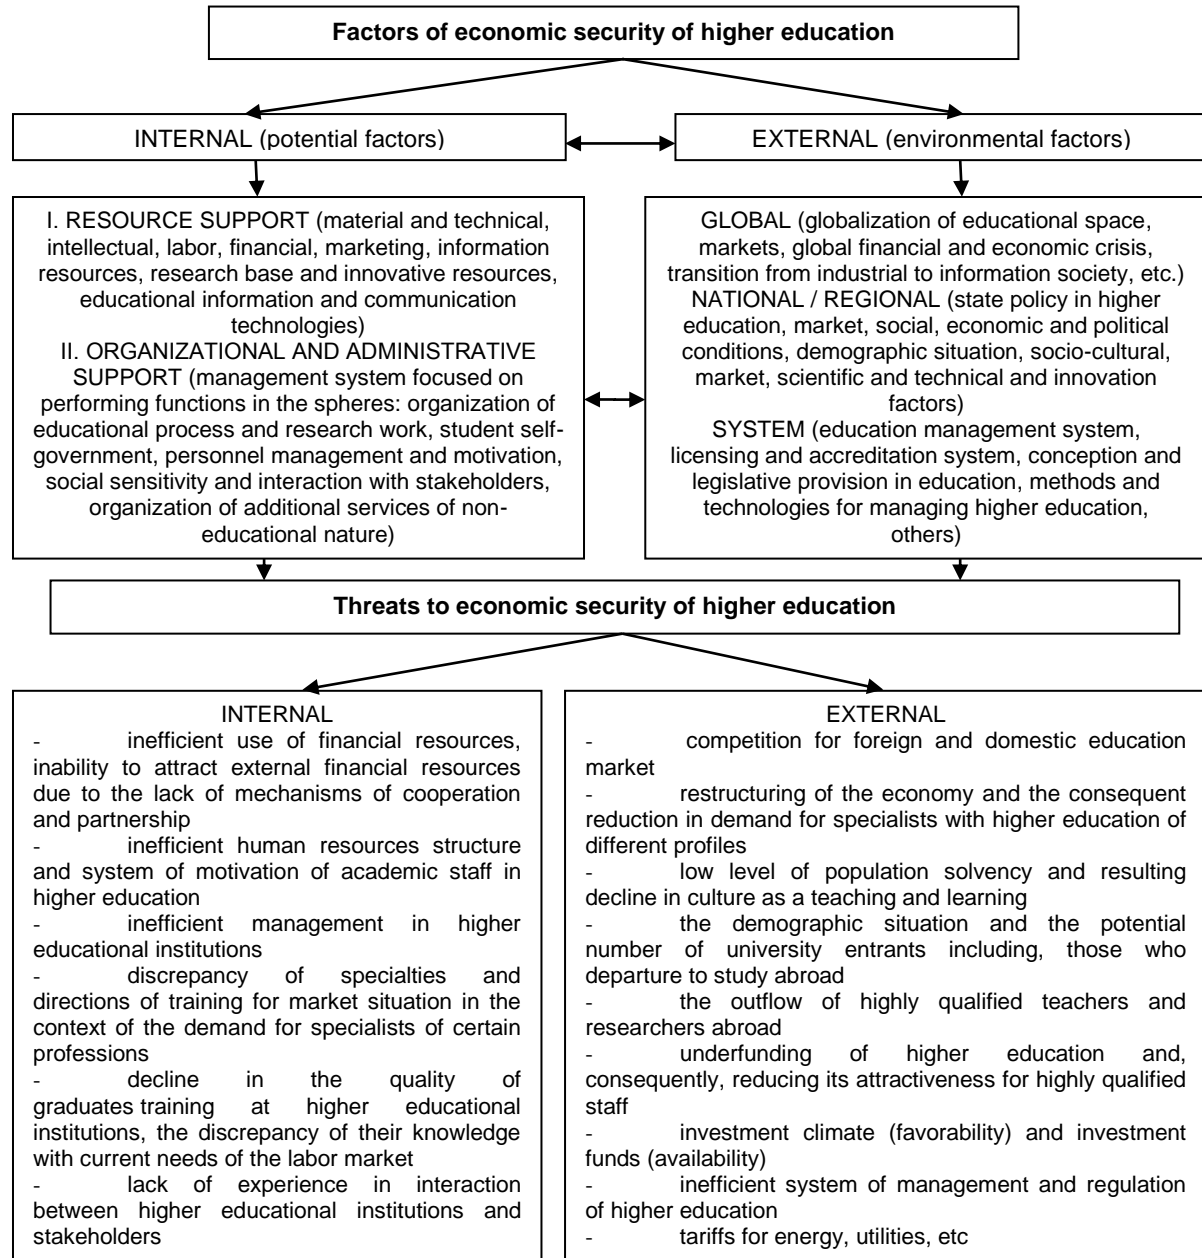 Factors of economic security of higher education
INTERNAL (potential factors)
EXTERNAL (environmental factors)
I. RESOURCE SUPPORT (material and technical,
intellectual, labor, financial, marketing, information
resources, research base and innovative resources,
educational information and communication
technologies)
II. ORGANIZATIONAL AND ADMINISTRATIVE
SUPPORT (management system focused on
performing functions in the spheres: organization of
educational process and research work, student self-
government, personnel management and motivation,
social sensitivity and interaction with stakeholders,
organization of additional services of non-
educational nature)
GLOBAL (globalization of educational space,
markets, global financial and economic crisis,
transition from industrial to information society, etc.)
NATIONAL / REGIONAL (state policy in higher
education, market, social, economic and political
conditions, demographic situation, socio-cultural,
market, scientific and technical and innovation
factors)
SYSTEM (education management system,
licensing and accreditation system, conception and
legislative provision in education, methods and
technologies for managing higher education,
others)
Threats to economic security of higher education
INTERNAL
- inefficient use of financial resources,
inability to attract external financial resources
due to the lack of mechanisms of cooperation
and partnership
- inefficient human resources structure
and system of motivation of academic staff in
higher education
- inefficient management in higher
educational institutions
- discrepancy of specialties and
directions of training for market situation in the
context of the demand for specialists of certain
professions
- decline in the quality of
graduates training at higher educational
institutions, the discrepancy of their knowledge
with current needs of the labor market
- lack of experience in interaction
between higher educational institutions and
stakeholders
EXTERNAL
- competition for foreign and domestic education
market
- restructuring of the economy and the consequent
reduction in demand for specialists with higher education of
different profiles
- low level of population solvency and resulting
decline in culture as a teaching and learning
- the demographic situation and the potential
number of university entrants including, those who
departure to study abroad
- the outflow of highly qualified teachers and
researchers abroad
- underfunding of higher education and,
consequently, reducing its attractiveness for highly qualified
staff
- investment climate (favorability) and investment
funds (availability)
- inefficient system of management and regulation
of higher education
- tariffs for energy, utilities, etc